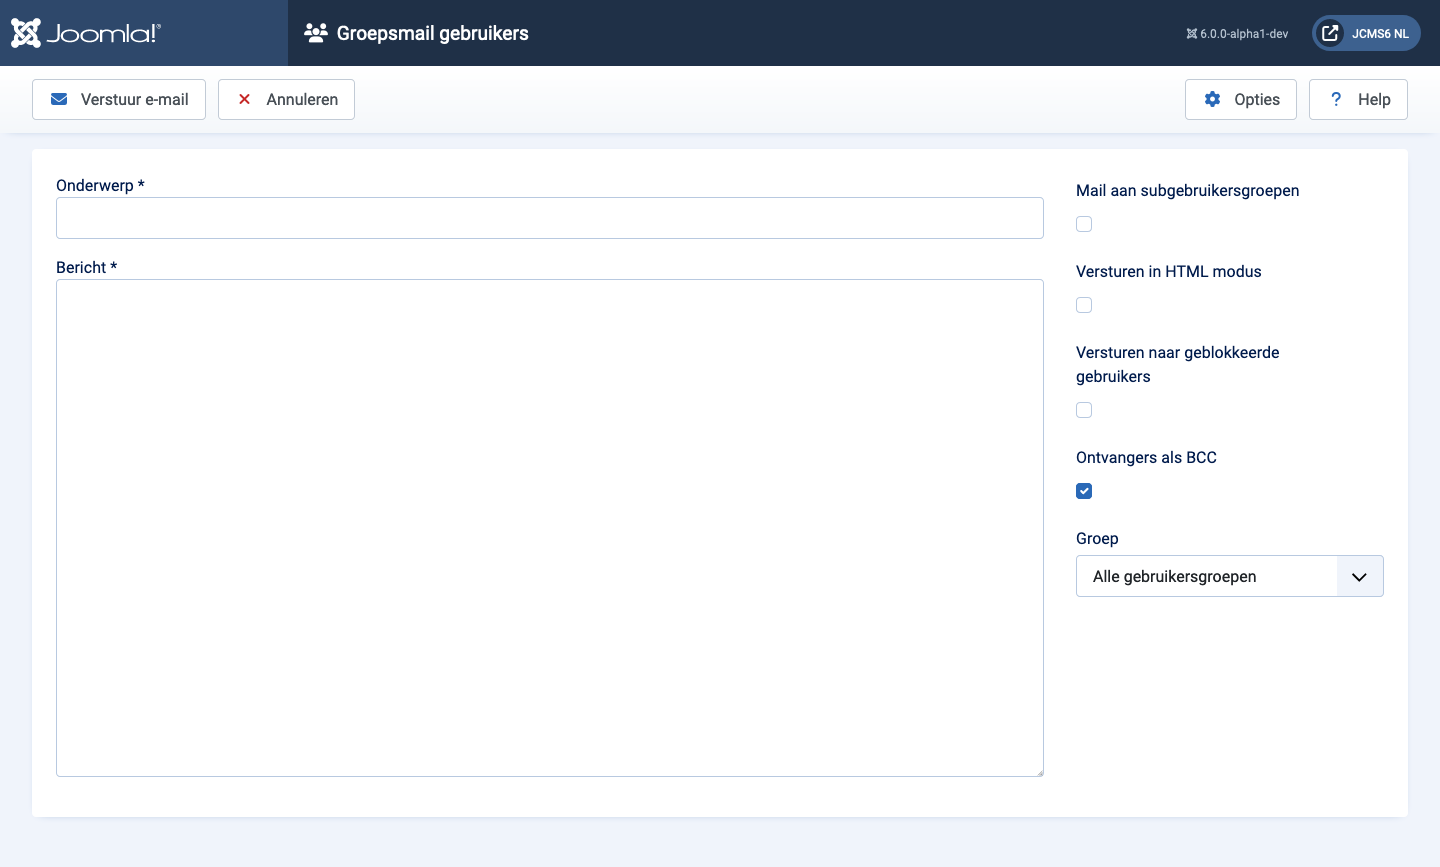 Joomla!®
Groepsmail gebruikers
6.0.0-alpha1-dev
JCMS6 NL
Verstuur e-mail
Annuleren
Opties
Help
Onderwerp *
Bericht *
Mail aan subgebruikersgroepen
Versturen in HTML modus
Versturen naar geblokkeerde
gebruikers
Ontvangers als BCC
Groep
Alle gebruikersgroepen